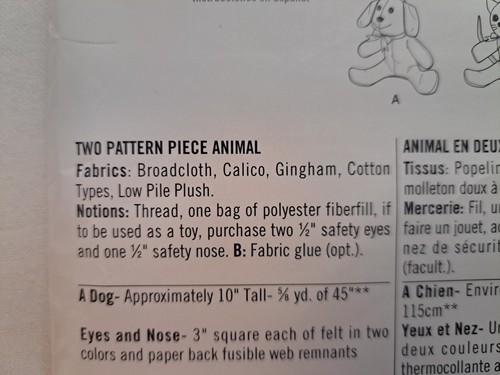 A
TWO PATTERN PIECE ANIMAL
Fabrics: Broadcloth, Calico, Gingham, Cotton
Types, Low Pile Plush.
Notions: Thread, one bag of polyester fiberfill, if
to be used as a toy, purchase two ½" safety eyes
and one ½" safety nose. B: Fabric glue (opt.).
A Dog- Approximately 10" Tall- ⅝ yd. of 45"**
Eyes and Nose- 3" square each of felt in two
colors and paper back fusible web remnants
ANIMAL EN DEUX
Tissus:
molleton doux à
Mercerie: Fil,
faire un jouet,
nez de
(facult.).
A Chien-
115cm**
Yeux et Nez-
deux couleurs
thermocollante